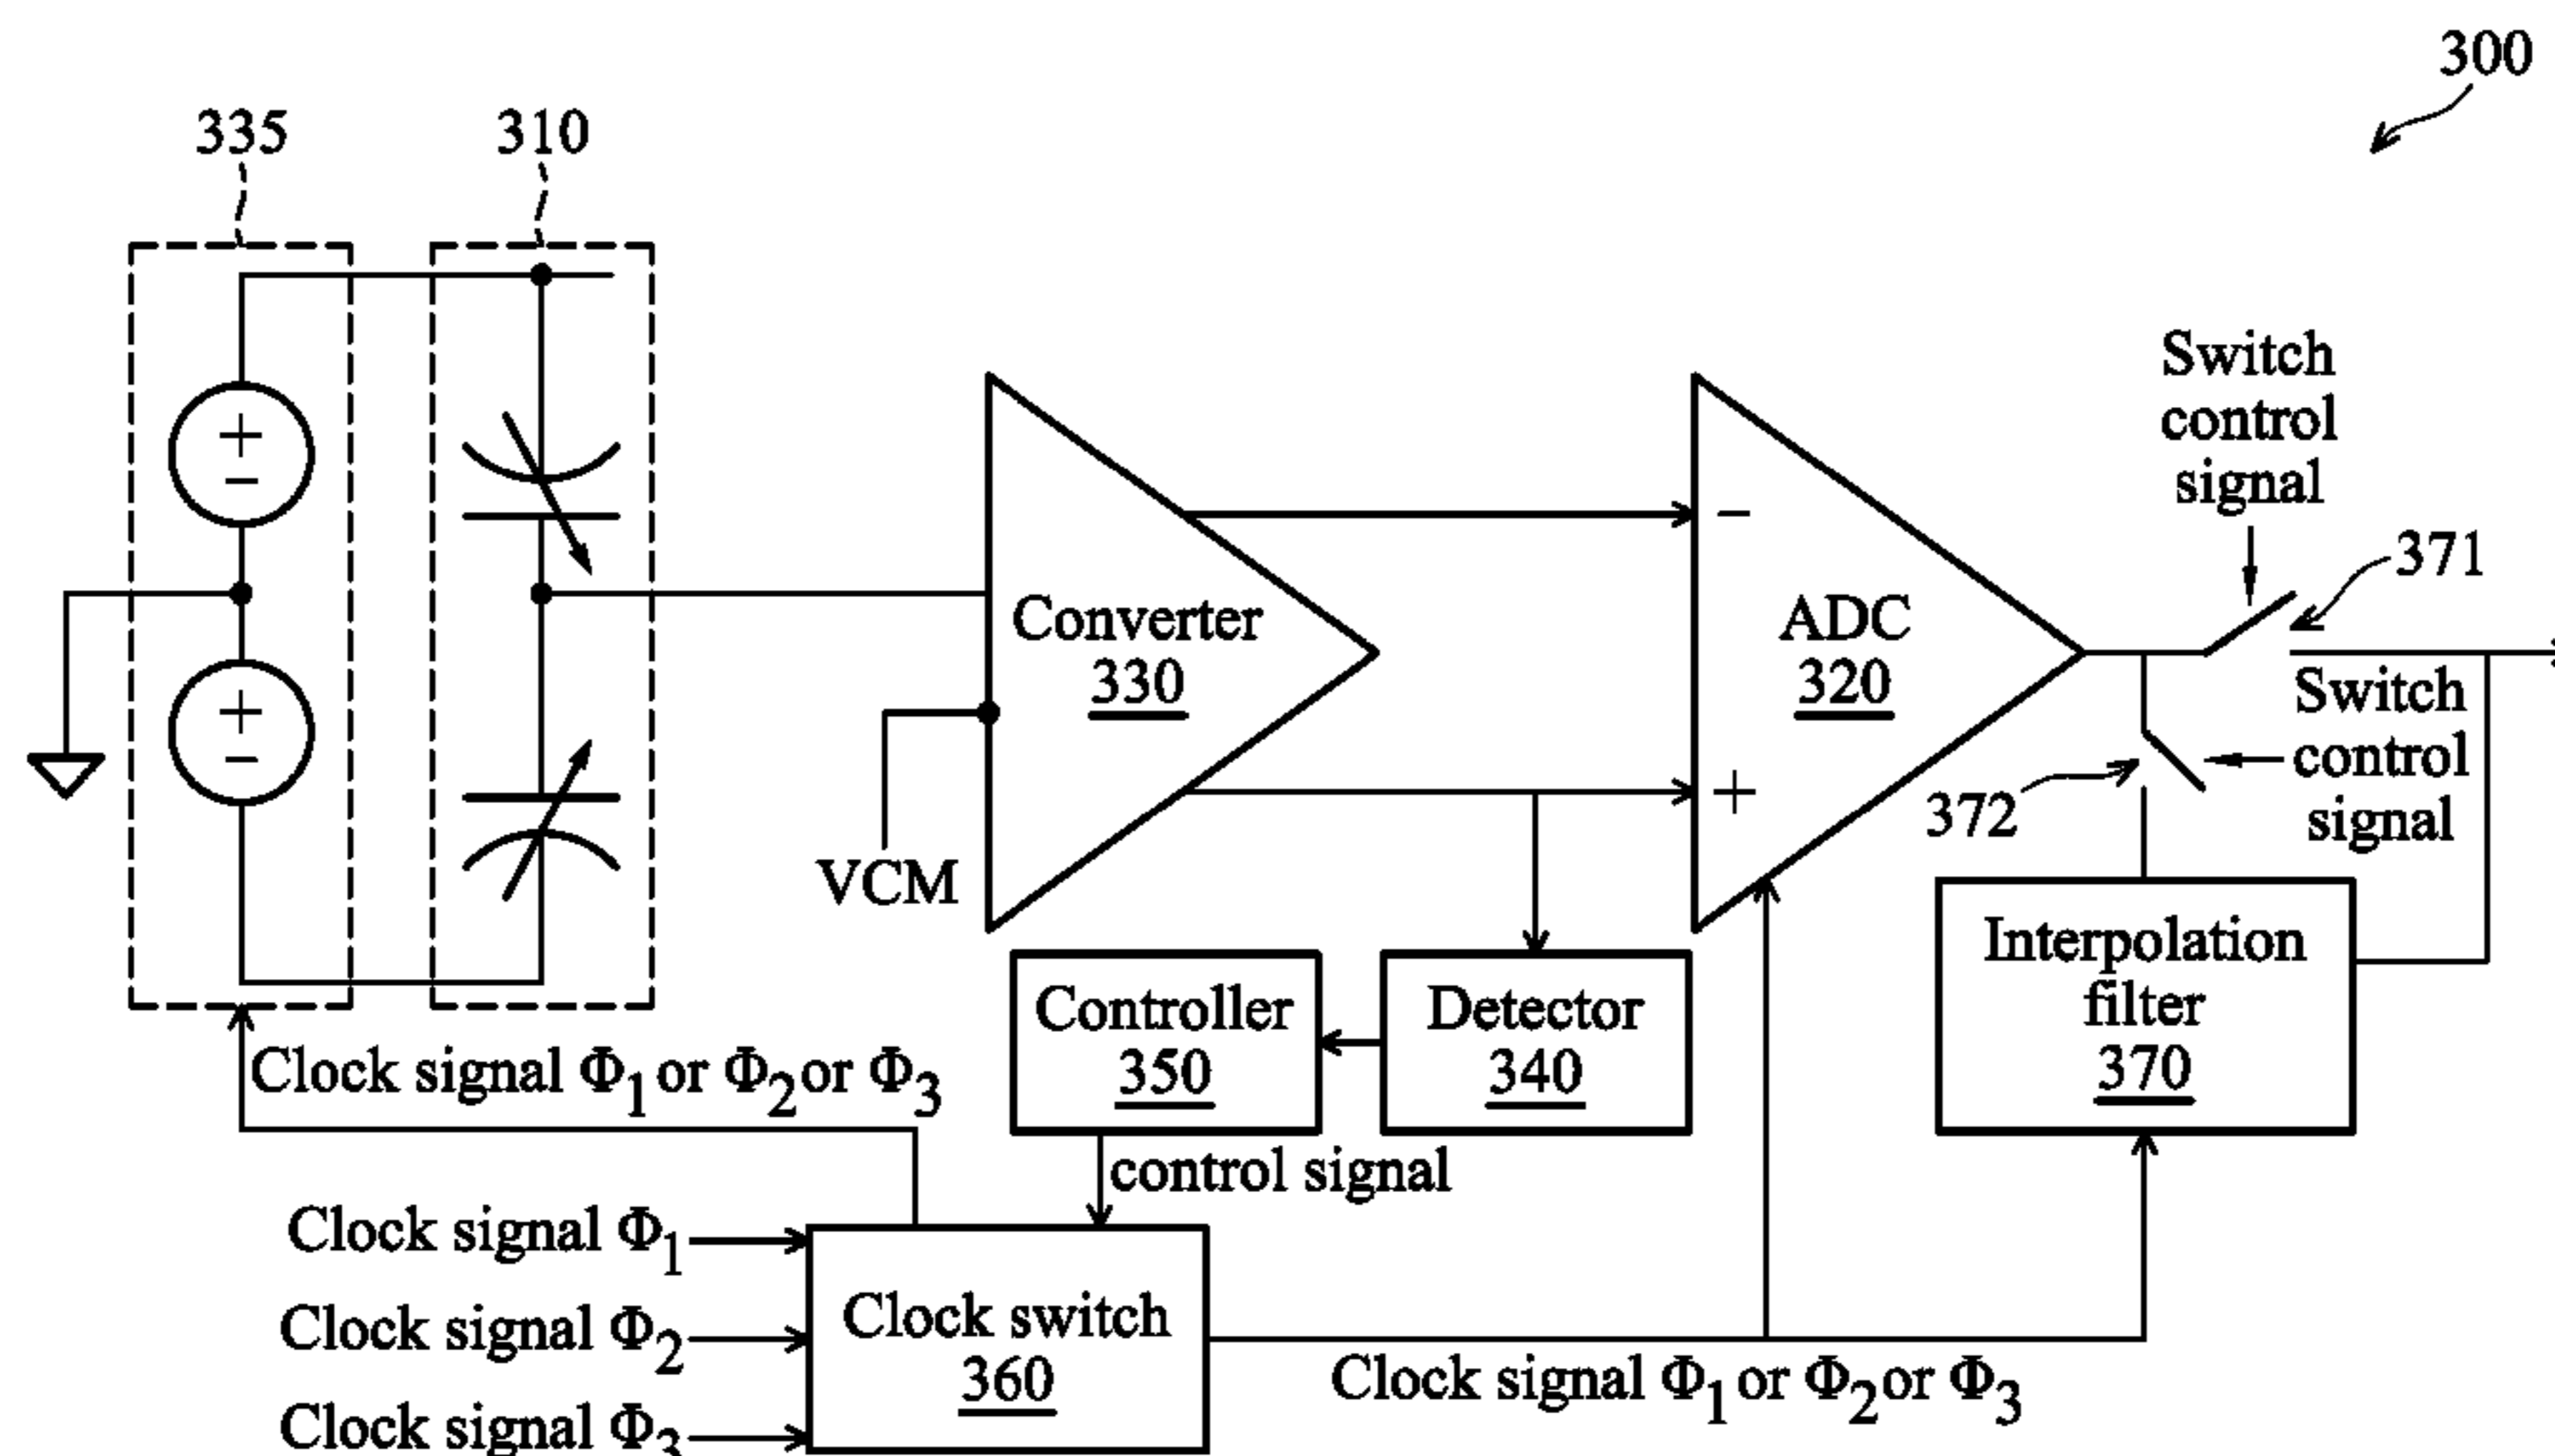 300
335
310
Switch
control
signal
371
+
−
Converter
330
−
ADC
320
+
Switch
control
signal
372
+
−
VCM
Interpolation
filter
370
Controller
350
Detector
340
Clock signal Φ1 or Φ2 or Φ3
control signal
Clock signal Φ1
Clock signal Φ2
Clock signal Φ3
Clock switch
360
Clock signal Φ1 or Φ2 or Φ3